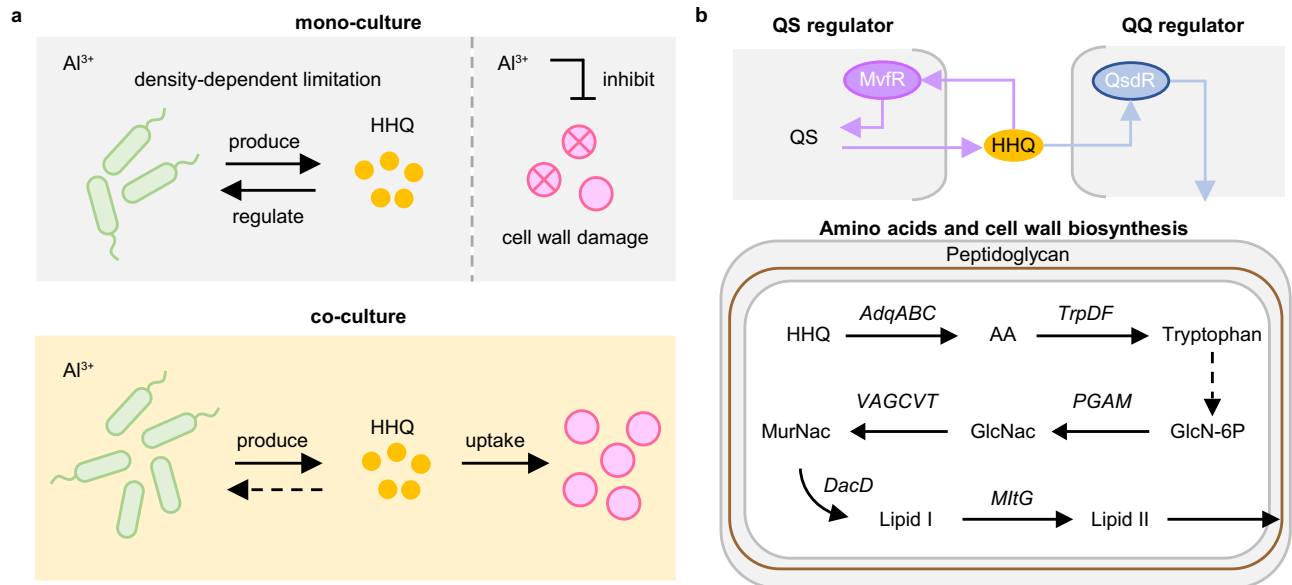 a
mono-culture
Al³⁺
density-dependent limitation
produce
HHQ
regulate
Al³⁺
inhibit
cell wall damage
co-culture
Al³⁺
produce
HHQ
uptake
b
QS regulator
QQ regulator
MvfR
QsdR
QS
HHQ
Amino acids and cell wall biosynthesis
Peptidoglycan
HHQ
AdqABC
AA
TrpDF
Tryptophan
VAGCVT
PGAM
MurNac
GlcNac
GlcN-6P
DacD
Lipid I
MltG
Lipid II